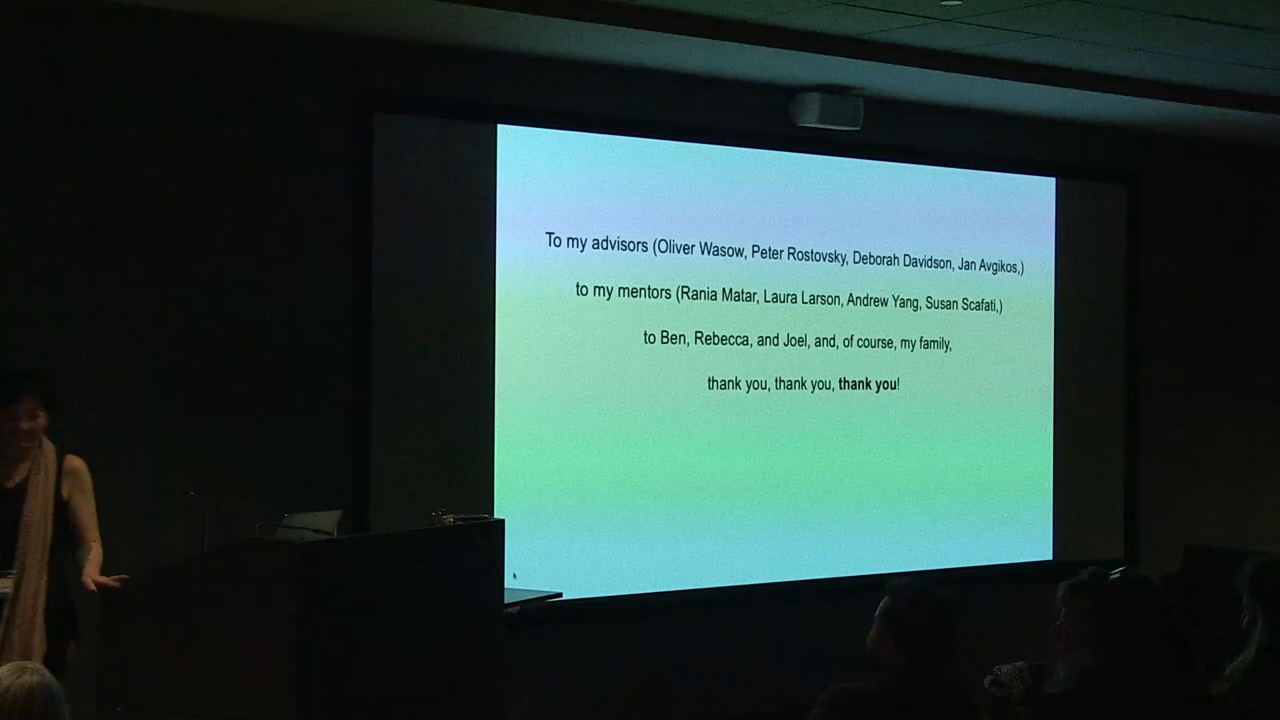 To my advisors (Oliver Wasow, Peter Rostovsky, Deborah Davidson, Jan Avgikos,)
to my mentors (Rania Matar, Laura Larson, Andrew Yang, Susan Scafati,)
to Ben, Rebecca, and Joel, and, of course, my family,
thank you, thank you, thank you!